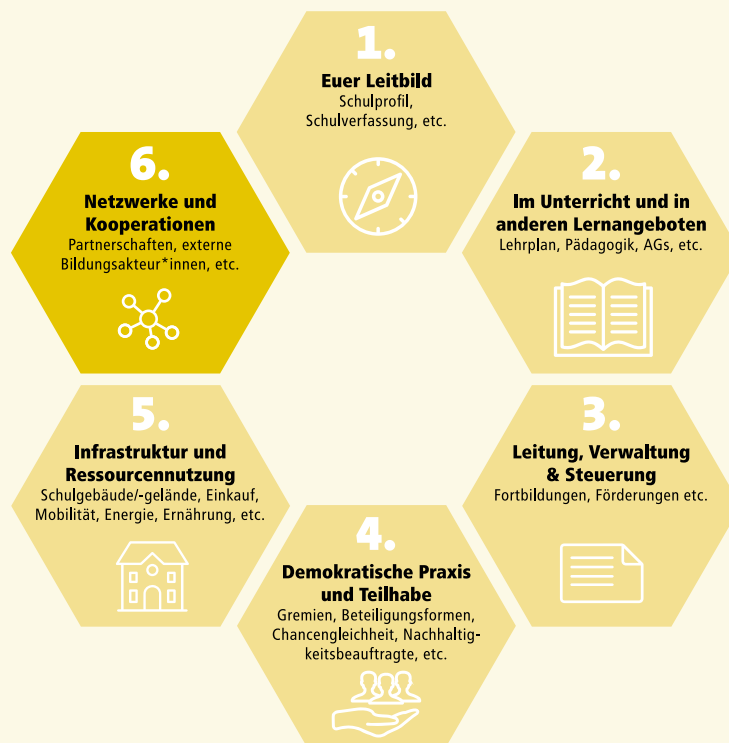 1.
Euer Leitbild
Schulprofil,
Schulverfassung, etc.
2.
Im Unterricht und in
anderen Lernangeboten
Lehrplan, Pädagogik, AGs, etc.
3.
Leitung, Verwaltung
& Steuerung
Fortbildungen, Förderungen etc.
4.
Demokratische Praxis
und Teilhabe
Gremien, Beteiligungsformen,
Chancengleichheit, Nachhaltig-
keitsbeauftragte, etc.
5.
Infrastruktur und
Ressourcennutzung
Schulgebäude/-gelände, Einkauf,
Mobilität, Energie, Ernährung, etc.
6.
Netzwerke und
Kooperationen
Partnerschaften, externe
Bildungsakteur*innen, etc.